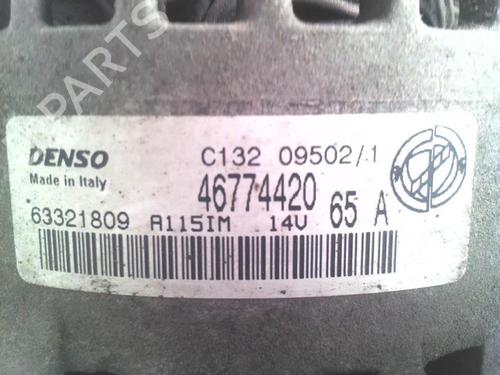 B PARTS
DENSO C132 09502/1
Made in Italy 46774420 65 A
63321809 A115IM 14V